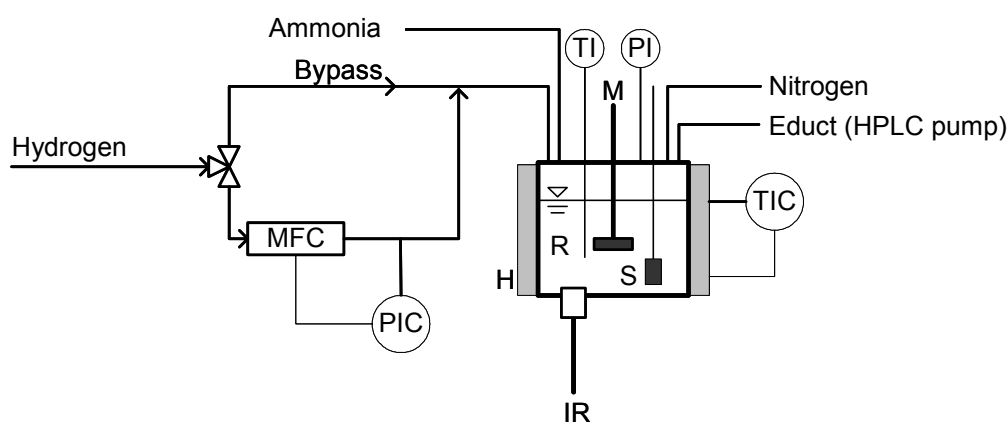 Ammonia
TI
PI
Bypass
M
Nitrogen
Educt (HPLC pump)
Hydrogen
TIC
MFC
R
S
H
PIC
IR